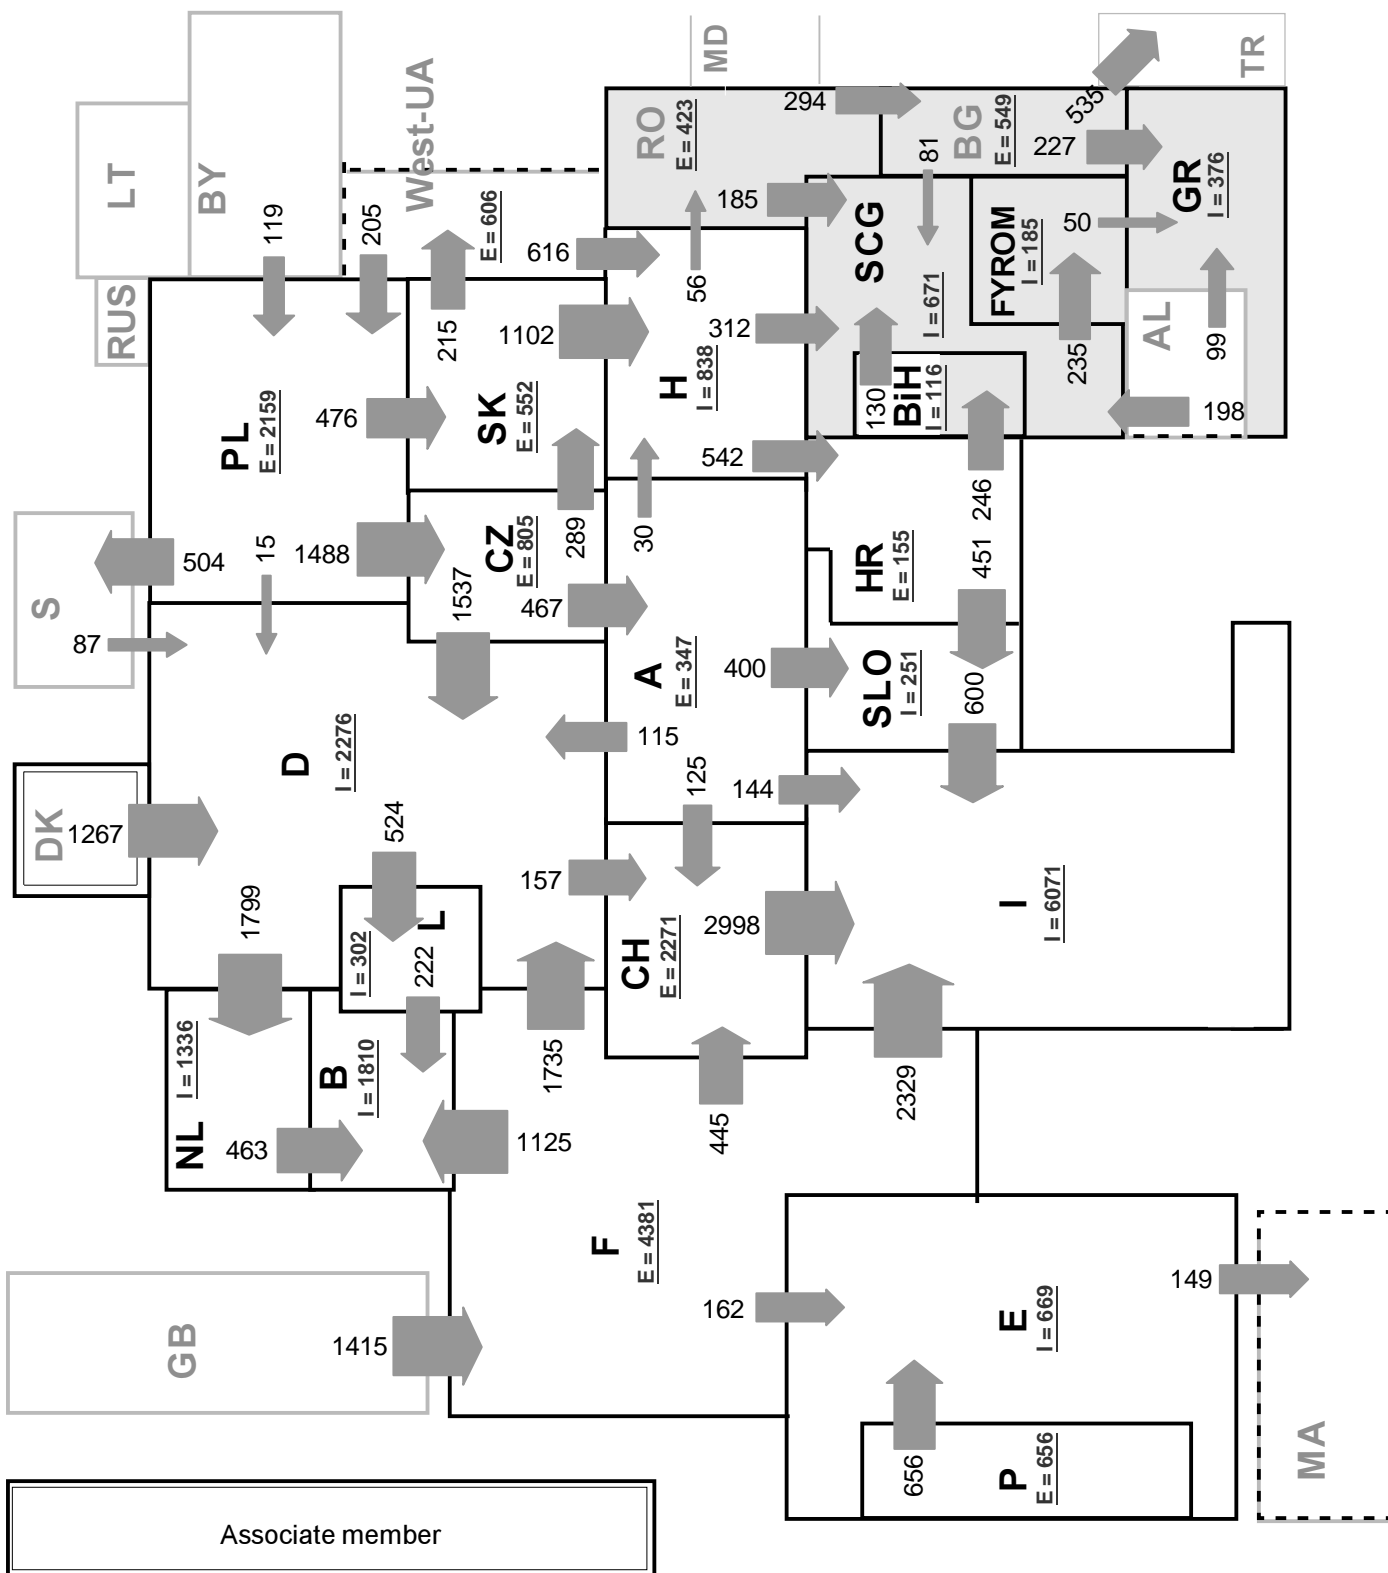 MD
TR
West-UA
LT
BY
RUS
119
205
RO
E = 423
294
BG
E = 549
535
227
81
GR
I = 376
185
SCG
I = 671
FYROM
I = 185
50
E = 606
616
56
215
1102
312
235
AL
99
198
130
BiH
I = 116
PL
E = 2159
476
SK
E = 552
H
I = 838
542
246
S
504
15
1488
CZ
E = 805
289
30
87
1537
467
HR
E = 155
451
A
E = 347
400
SLO
I = 251
600
D
I = 2276
115
125
144
DK
1267
524
157
I
I = 6071
1799
L
I = 302
222
CH
E = 2271
2998
NL
I = 1336
B
I = 1810
1735
445
2329
463
1125
F
E = 4381
GB
1415
162
E
I = 669
149
MA
656
P
E = 656
Associate member